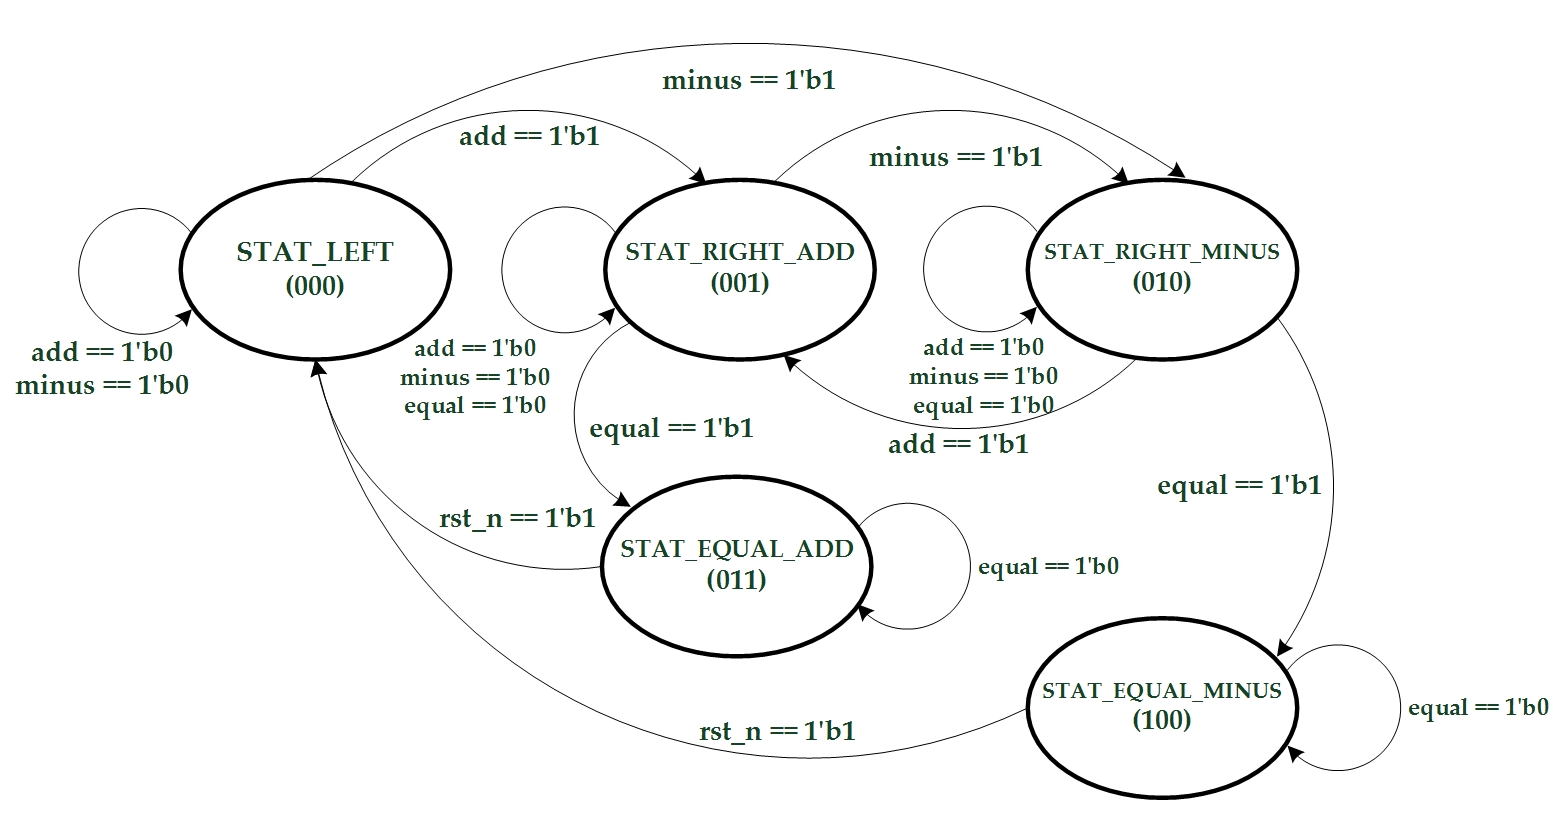 minus == 1'b1
add == 1'b1
minus == 1'b1
STAT_LEFT
(000)
STAT_RIGHT_ADD
(001)
STAT_RIGHT_MINUS
(010)
add == 1'b0
minus == 1'b0
add == 1'b0
minus == 1'b0
equal == 1'b0
add == 1'b0
minus == 1'b0
equal == 1'b0
equal == 1'b1
add == 1'b1
equal == 1'b1
rst_n == 1'b1
STAT_EQUAL_ADD
(011)
equal == 1'b0
STAT_EQUAL_MINUS
(100)
equal == 1'b0
rst_n == 1'b1